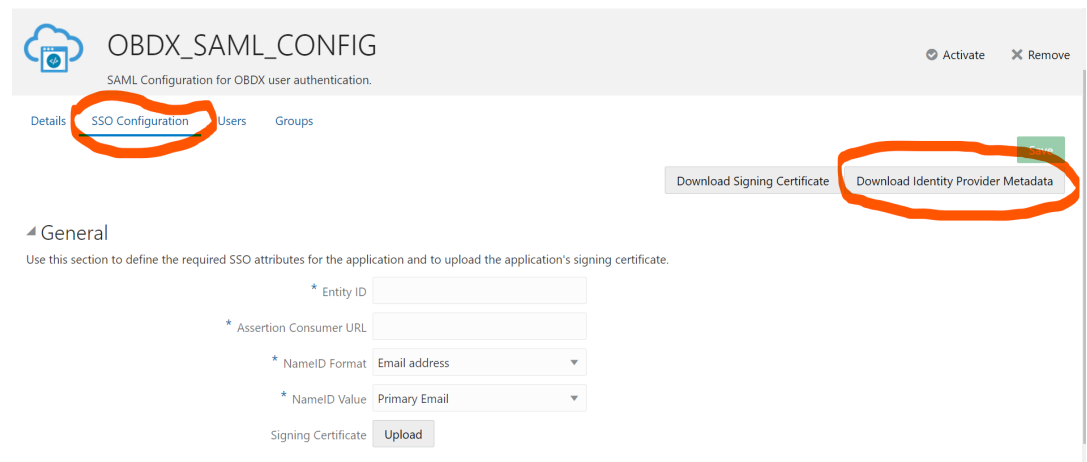 OBDX_SAML_CONFIG
SAML Configuration for OBDX user authentication.
Activate Remove
Details SSO Configuration Users Groups
Save
Download Signing Certificate Download Identity Provider Metadata
General
Use this section to define the required SSO attributes for the application and to upload the application's signing certificate.
* Entity ID
* Assertion Consumer URL
* NameID Format Email address
* NameID Value Primary Email
Signing Certificate Upload